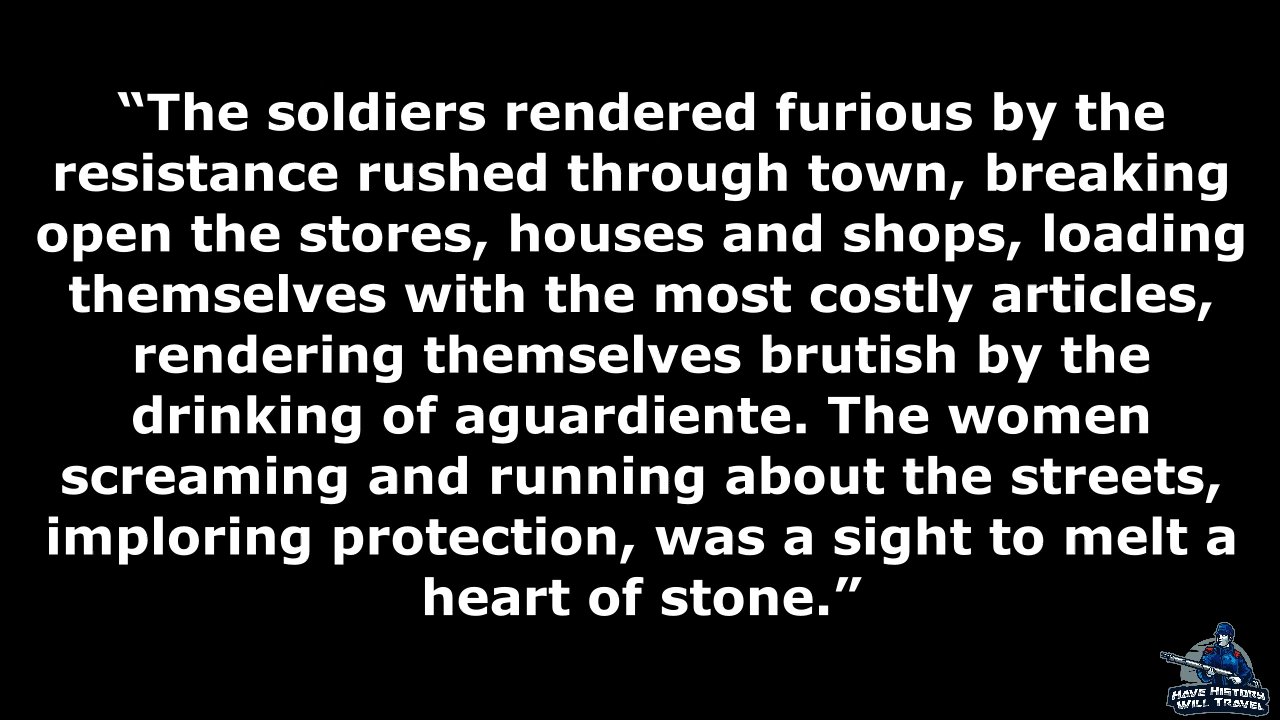 “The soldiers rendered furious by the
resistance rushed through town, breaking
open the stores, houses and shops, loading
themselves with the most costly articles,
rendering themselves brutish by the
drinking of aguardiente. The women
screaming and running about the streets,
imploring protection, was a sight to melt a
heart of stone.”
HAVE HISTORY
WILL TRAVEL